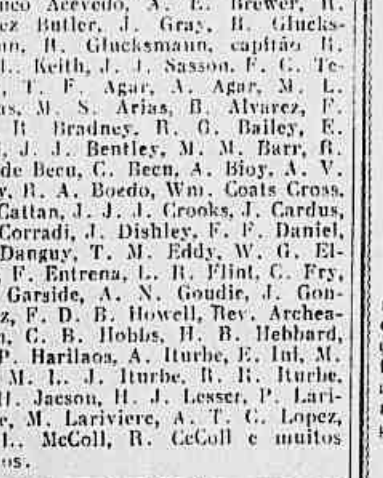 nco Acevedo, A. E. Brewer, R.
ez Butler, J. Gray, B. Glucks-
nn, R. Glucksmann, capitão R.
L. Keith, J. J. Sasson, F. G. Te-
, T. F. Agar, A. Agar, M. L.
as, M. S. Arias, B. Alvarez, F.
R Bradney, R. G. Bailey, E.
, J. J. Bentley, M. M. Barr, R.
de Becu, C. Becu, A. Bioy, A. V.
y, R. A. Boedo, Wm. Coats Cross,
Cattan, J. J. J. Crooks, J. Cardus,
Corradi, J. Dishley, F. F. Daniel,
Danguy, T. M. Eddy, W. G. El-
, F. Entrena, L. R. Flint, C. Fry,
Garside, A. N. Goudie, J. Gon-
z, F. D. B. Howell, Rev. Archea-
n, C. B. Hobbs, H. B. Hebbard,
P. Harilaos, A. Iturbe, E. Ini, M.
M. L. J. Iturbe, R. R. Iturbe,
H. Jacson, H. J. Lesser, P. Lari-
e, M. Lariviere, A. T. C. Lopez,
L. McColl, R. CcColl e muitos
os.